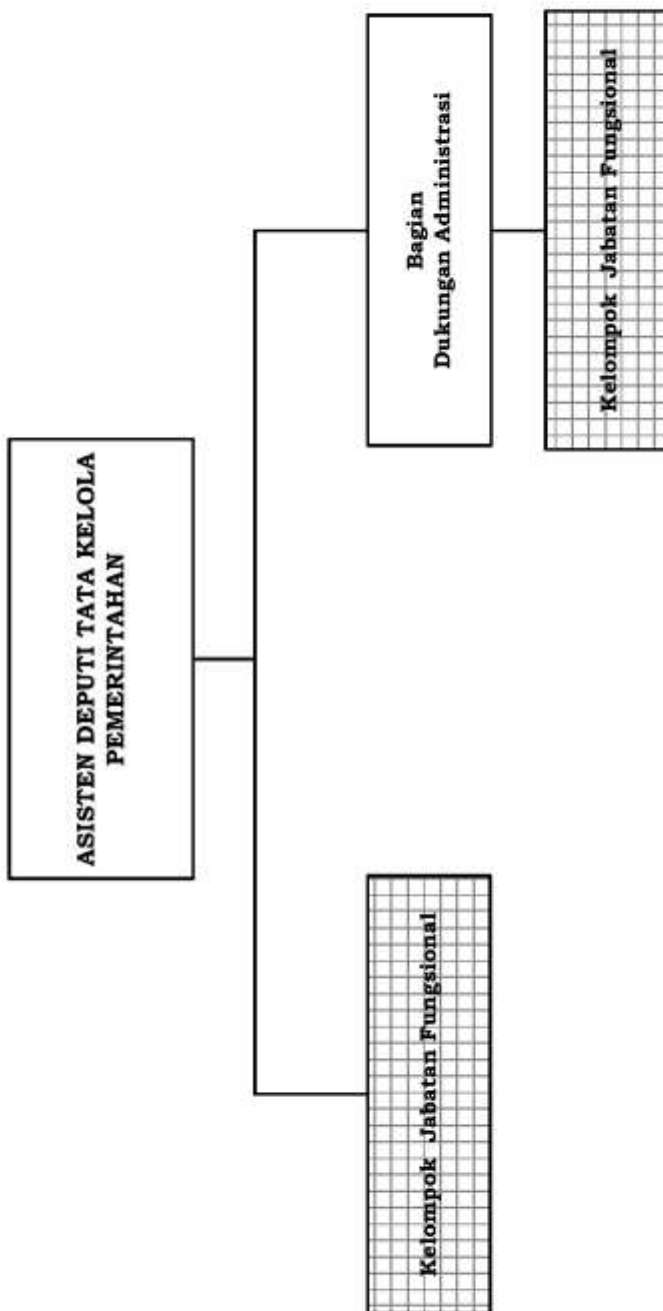 ASISTEN DEPUTI TATA KELOLA
PEMERINTAHAN
Kelompok Jabatan Fungsional
Bagian
Dukungan Administrasi
Kelompok Jabatan Fungsional